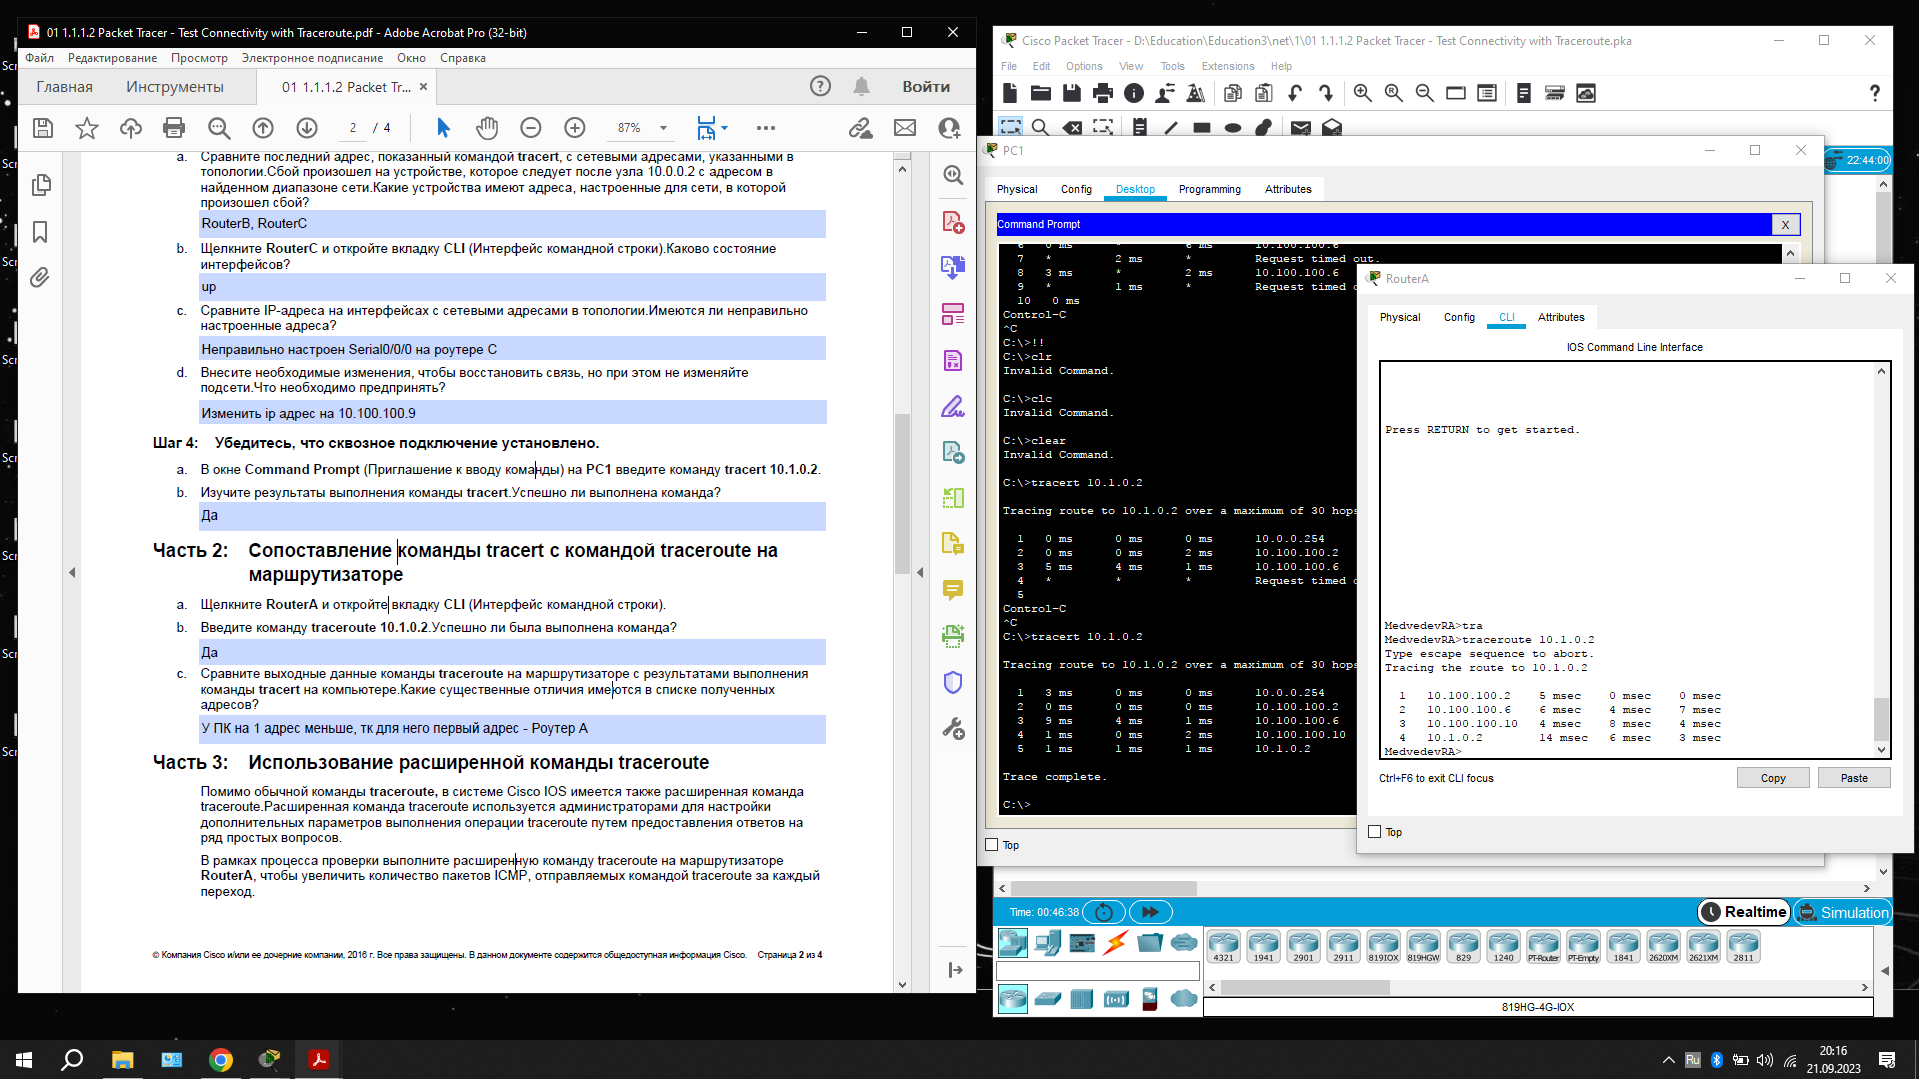 01 1.1.1.2 Packet Tracer - Test Connectivity with Traceroute.pdf - Adobe Acrobat Pro (32-bit)
Файл Редактирование Просмотр Электронное подписание Окно Справка
Главная Инструменты 01 1.1.1.2 Packet Tr... × Войти
2 / 4 87%
a. Сравните последний адрес, показанный командой tracert, с сетевыми адресами, указанными в
топологии.Сбой произошел на устройстве, которое следует после узла 10.0.0.2 с адресом в
найденном диапазоне сети.Какие устройства имеют адреса, настроенные для сети, в которой
произошел сбой?
RouterB, RouterC
b. Щелкните RouterC и откройте вкладку CLI (Интерфейс командной строки).Каково состояние
интерфейсов?
up
c. Сравните IP-адреса на интерфейсах с сетевыми адресами в топологии.Имеются ли неправильно
настроенные адреса?
Неправильно настроен Serial0/0/0 на роутере C
d. Внесите необходимые изменения, чтобы восстановить связь, но при этом не изменяйте
подсети.Что необходимо предпринять?
Изменить ip адрес на 10.100.100.9
Шаг 4: Убедитесь, что сквозное подключение установлено.
a. В окне Command Prompt (Приглашение к вводу команды) на PC1 введите команду tracert 10.1.0.2.
b. Изучите результаты выполнения команды tracert.Успешно ли выполнена команда?
Да
Часть 2: Сопоставление команды tracert с командой traceroute на
маршрутизаторе
a. Щелкните RouterA и откройте вкладку CLI (Интерфейс командной строки).
b. Введите команду traceroute 10.1.0.2.Успешно ли была выполнена команда?
Да
c. Сравните выходные данные команды traceroute на маршрутизаторе с результатами выполнения
команды tracert на компьютере.Какие существенные отличия имеются в списке полученных
адресов?
У ПК на 1 адрес меньше, тк для него первый адрес - Роутер А
Часть 3: Использование расширенной команды traceroute
Помимо обычной команды traceroute, в системе Cisco IOS имеется также расширенная команда
traceroute.Расширенная команда traceroute используется администраторами для настройки
дополнительных параметров выполнения операции traceroute путем предоставления ответов на
ряд простых вопросов.
В рамках процесса проверки выполните расширенную команду traceroute на маршрутизаторе
RouterA, чтобы увеличить количество пакетов ICMP, отправляемых командой traceroute за каждый
переход.
© Компания Cisco и/или ее дочерние компании, 2016 г. Все права защищены. В данном документе содержится общедоступная информация Cisco. Страница 2 из 4
Cisco Packet Tracer - D:\Education\Education3\net\1\01 1.1.1.2 Packet Tracer - Test Connectivity with Traceroute.pka
File Edit Options View Tools Extensions Help
22:44:00
PC1
Physical Config Desktop Programming Attributes
Command Prompt X
6 0 ms * 6 ms 10.100.100.6
7 * 2 ms * Request timed out.
8 3 ms * 2 ms 10.100.100.6
9 * 1 ms * Request timed
10 0 ms
Control-C
^C
C:\>!!
C:\>clr
Invalid Command.
C:\>clc
Invalid Command.
C:\>clear
Invalid Command.
C:\>tracert 10.1.0.2
Tracing route to 10.1.0.2 over a maximum of 30 hops
1 0 ms 0 ms 0 ms 10.0.0.254
2 0 ms 0 ms 2 ms 10.100.100.2
3 5 ms 4 ms 1 ms 10.100.100.6
4 * * * Request timed
5
Control-C
^C
C:\>tracert 10.1.0.2
Tracing route to 10.1.0.2 over a maximum of 30 hops
1 3 ms 0 ms 0 ms 10.0.0.254
2 0 ms 0 ms 0 ms 10.100.100.2
3 9 ms 4 ms 1 ms 10.100.100.6
4 1 ms 0 ms 2 ms 10.100.100.10
5 1 ms 1 ms 1 ms 10.1.0.2
Trace complete.
C:\>
Top
RouterA
Physical Config CLI Attributes
IOS Command Line Interface
Press RETURN to get started.
MedvedevRA>tra
MedvedevRA>traceroute 10.1.0.2
Type escape sequence to abort.
Tracing the route to 10.1.0.2
1 10.100.100.2 5 msec 0 msec 0 msec
2 10.100.100.6 6 msec 4 msec 7 msec
3 10.100.100.10 4 msec 8 msec 4 msec
4 10.1.0.2 14 msec 6 msec 3 msec
MedvedevRA>
Ctrl+F6 to exit CLI focus Copy Paste
Top
Time: 00:46:38 Realtime Simulation
4321 1941 2901 2911 819IOX 819HGW 829 1240 PT-Router PT-Empty 1841 2620XM 2621XM 2811
819HG-4G-IOX
Ru
20:16
21.09.2023